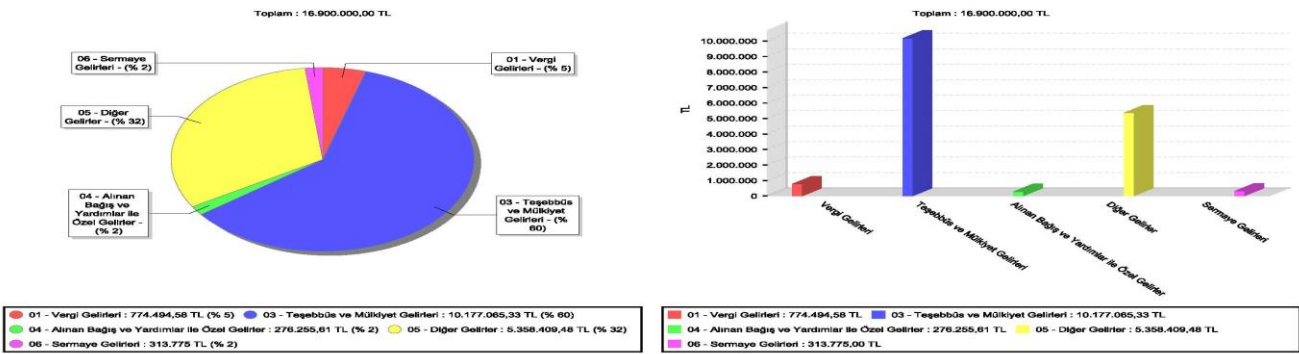 Toplam : 16.900.000,00 TL
06 - Sermaye
Gelirleri - (% 2)
01 - Vergi
Gelirleri - (% 5)
05 - Diğer
Gelirler - (% 32)
04 - Alınan
Bağış ve
Yardımlar ile
Özel Gelirler -
(% 2)
03 - Teşebbüs
ve Mülkiyet
Gelirleri - (%
60)
01 - Vergi Gelirleri : 774.494,58 TL (% 5) 03 - Teşebbüs ve Mülkiyet Gelirleri : 10.177.065,33 TL (% 60)
04 - Alınan Bağış ve Yardımlar ile Özel Gelirler : 276.255,61 TL (% 2) 05 - Diğer Gelirler : 5.358.409,48 TL (% 32)
06 - Sermaye Gelirleri : 313.775 TL (% 2)
Toplam : 16.900.000,00 TL
TL
10.000.000
9.000.000
8.000.000
7.000.000
6.000.000
5.000.000
4.000.000
3.000.000
2.000.000
1.000.000
0
Vergi Gelirleri
Teşebbüs ve Mülkiyet Gelirleri
Alınan Bağış ve Yardımlar ile Özel Gelirler
Diğer Gelirler
Sermaye Gelirleri
01 - Vergi Gelirleri : 774.494,58 TL 03 - Teşebbüs ve Mülkiyet Gelirleri : 10.177.065,33 TL
04 - Alınan Bağış ve Yardımlar ile Özel Gelirler : 276.255,61 TL 05 - Diğer Gelirler : 5.358.409,48 TL
06 - Sermaye Gelirleri : 313.775,00 TL